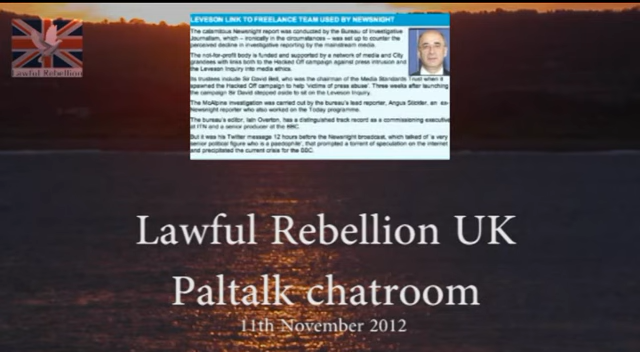 Lawful Rebellion
LEVESON LINK TO FREELANCE TEAM USED BY NEWSNIGHT
The calamitous Newsnight report was conducted by the Bureau of Investigative
Journalism, which – ironically in the circumstances – was set up to counter the
perceived decline in investigative reporting by the mainstream media.
The not-for-profit body is funded and supported by a network of media and City
grandees with links both to the Hacked Off campaign against press intrusion and
the Leveson Inquiry into media ethics.
Its trustees include Sir David Bell, who was the chairman of the Media Standards Trust when it
spawned the Hacked Off campaign to help 'victims of press abuse'. Three weeks after launching
the campaign Sir David stepped aside to sit on the Leveson Inquiry.
The McAlpine investigation was carried out by the bureau's lead reporter, Angus Stickler, an ex-
Newsnight reporter who also worked on the Today programme.
The bureau's editor, Iain Overton, has a distinguished track record as a commissioning executive
at ITN and a senior producer at the BBC.
But it was his Twitter message 12 hours before the Newsnight broadcast, which talked of 'a very
senior political figure who is a paedophile', that prompted a torrent of speculation on the internet
and precipitated the current crisis for the BBC.
Lawful Rebellion UK
Paltalk chatroom
11th November 2012